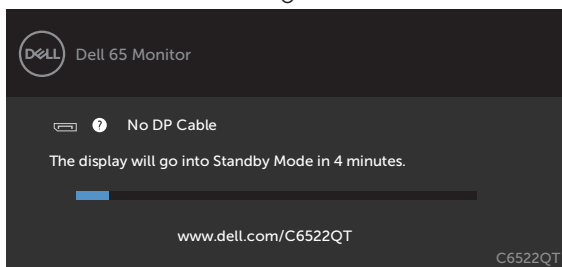 DELL
Dell 65 Monitor
? No DP Cable
The display will go into Standby Mode in 4 minutes.
www.dell.com/C6522QT
C6522QT